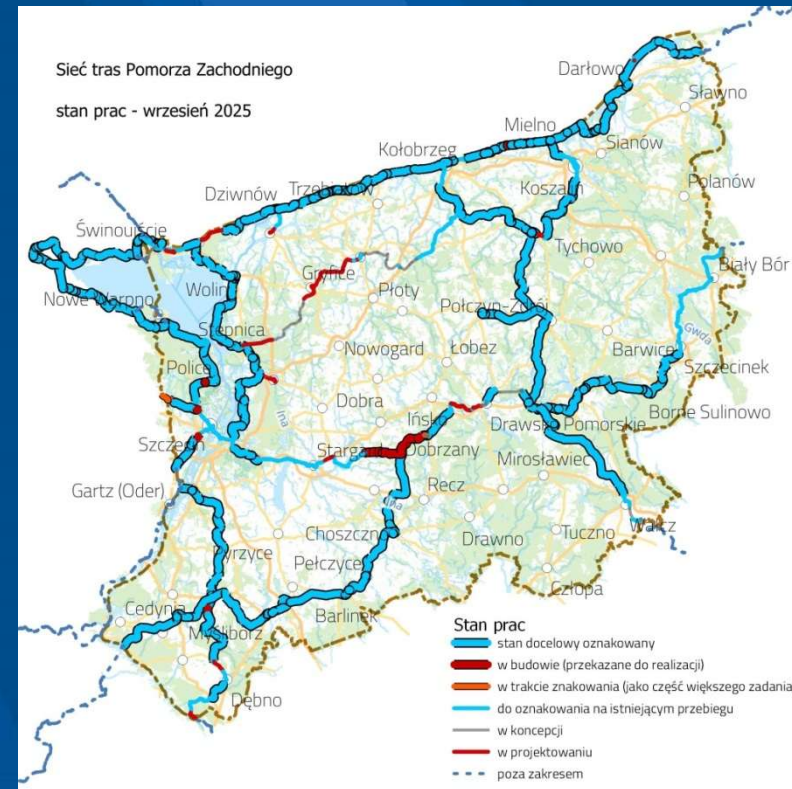 Sieć tras Pomorza Zachodniego
stan prac - wrzesień 2025
Darłowo
Sławno
Mielno
Sianów
Kołobrzeg
Koszalin
Polanów
Dziwnów
Świnoujście
Tychowo
Biały Bór
Wolin
Gryfice
Nowe Warpno
Płoty
Połczyn-Zdrój
Gwda
Stepnica
Barwice
Nowogard
Łobez
Szczecinek
Police
Dobra
Ińsko
Ina
Borne Sulinowo
Drawsko Pomorskie
Szczecin
Stargard
Dobrzany
Mirosławiec
Gartz (Oder)
Recz
Ina
Wałcz
Choszczno
Drawno
Tuczno
Pyrzyce
Pełczyce
Człopa
Cedynia
Barlinek
Myślibórz
Dębno
Stan prac
stan docelowy oznakowany
w budowie (przekazane do realizacji)
w trakcie znakowania (jako część większego zadania
do oznakowania na istniejącym przebiegu
w koncepcji
w projektowaniu
poza zakresem